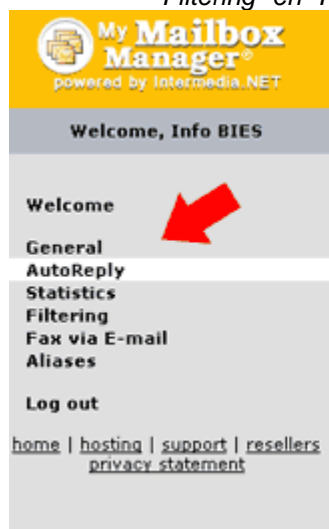 Filtering en
My Mailbox
Manager®
powered by Intermedia.NET
Welcome, Info BIES
Welcome
General
AutoReply
Statistics
Filtering
Fax via E-mail
Aliases
Log out
home | hosting | support | resellers
privacy statement